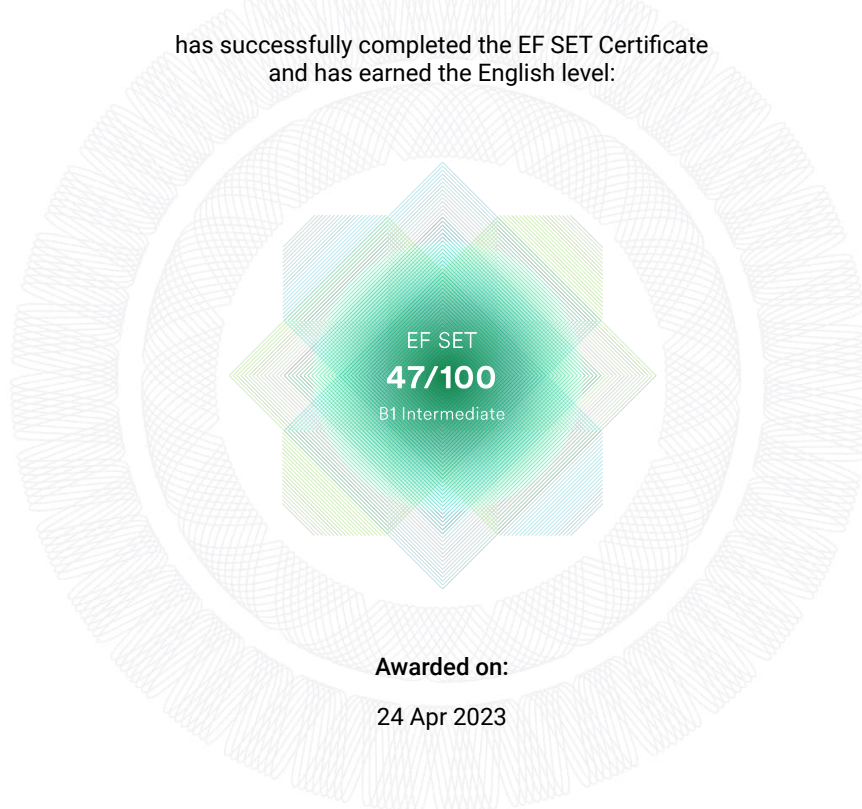 has successfully completed the EF SET Certificate
and has earned the English level:
EF SET
47/100
B1 Intermediate
Awarded on:
24 Apr 2023